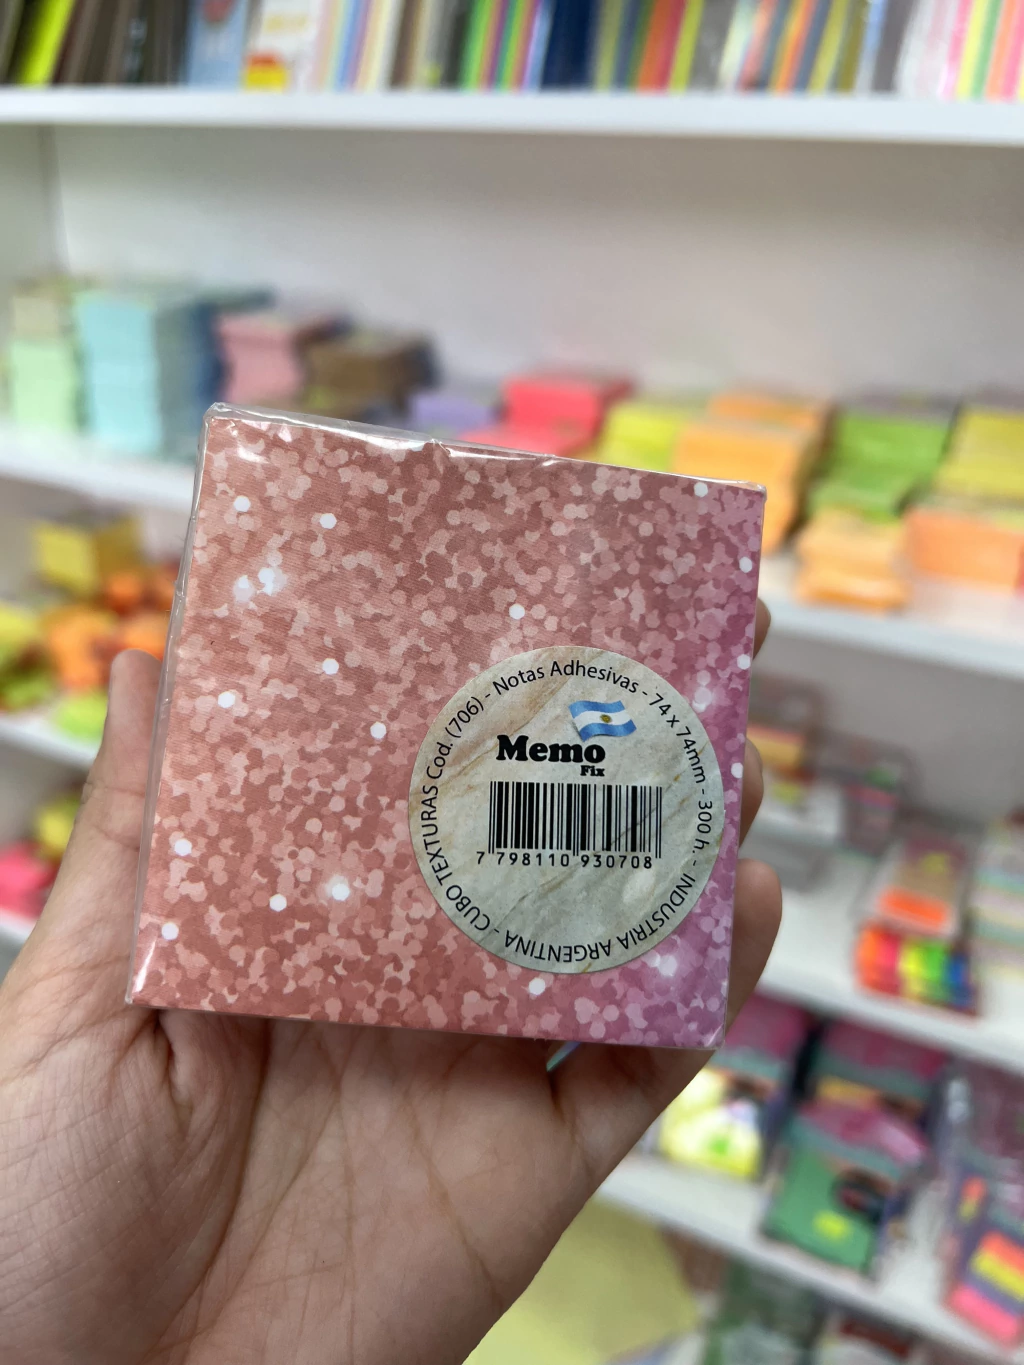 CUBO TEXTURAS Cod. (706) - Notas Adhesivas - 74 x 74mm - 300 h - INDUSTRIA ARGENTINA -
Memo
Fix
7 798110 930708